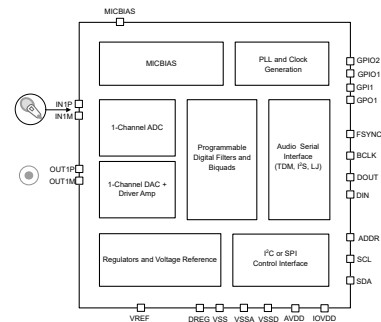 MICBIAS
MICBIAS
PLL and Clock
Generation
GPIO2
GPIO1
GPI1
GPO1
IN1P
IN1M
1-Channel ADC
Programmable
Digital Filters and
Biquads
Audio Serial
Interface
(TDM, I²S, LJ)
FSYNC
BCLK
DOUT
DIN
OUT1P
OUT1M
1-Channel DAC +
Driver Amp
Regulators and Voltage Reference
I²C or SPI
Control Interface
ADDR
SCL
SDA
VREF
DREG
VSS
VSSA
VSSD
AVDD
IOVDD